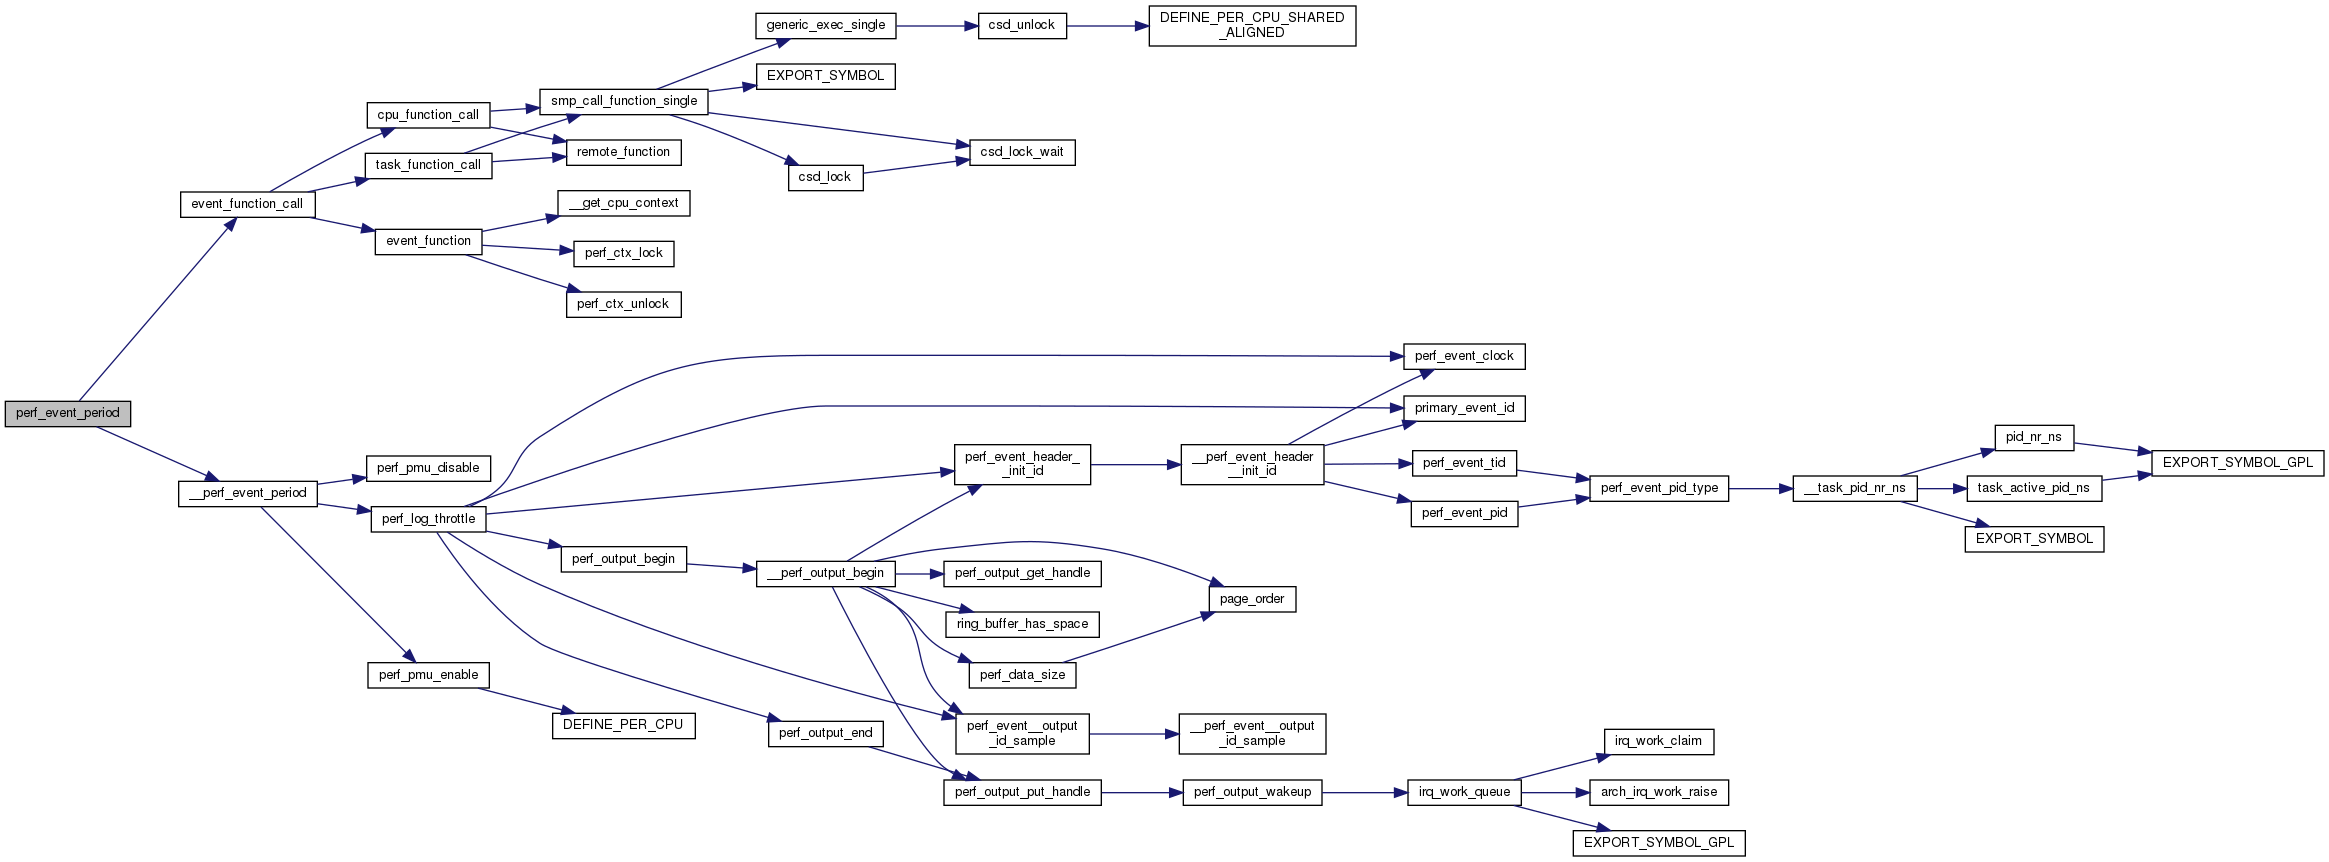 generic_exec_single
csd_unlock
DEFINE_PER_CPU_SHARED
_ALIGNED
EXPORT_SYMBOL
smp_call_function_single
cpu_function_call
task_function_call
remote_function
csd_lock_wait
csd_lock
event_function_call
__get_cpu_context
event_function
perf_ctx_lock
perf_ctx_unlock
perf_event_clock
perf_event_period
primary_event_id
pid_nr_ns
perf_event_header_
_init_id
__perf_event_header
__init_id
perf_event_tid
EXPORT_SYMBOL_GPL
perf_pmu_disable
__perf_event_period
perf_event_pid_type
__task_pid_nr_ns
task_active_pid_ns
perf_log_throttle
perf_event_pid
EXPORT_SYMBOL
perf_output_begin
__perf_output_begin
perf_output_get_handle
page_order
ring_buffer_has_space
perf_pmu_enable
perf_data_size
DEFINE_PER_CPU
perf_output_end
perf_event__output
_id_sample
__perf_event__output
_id_sample
irq_work_claim
perf_output_put_handle
perf_output_wakeup
irq_work_queue
arch_irq_work_raise
EXPORT_SYMBOL_GPL